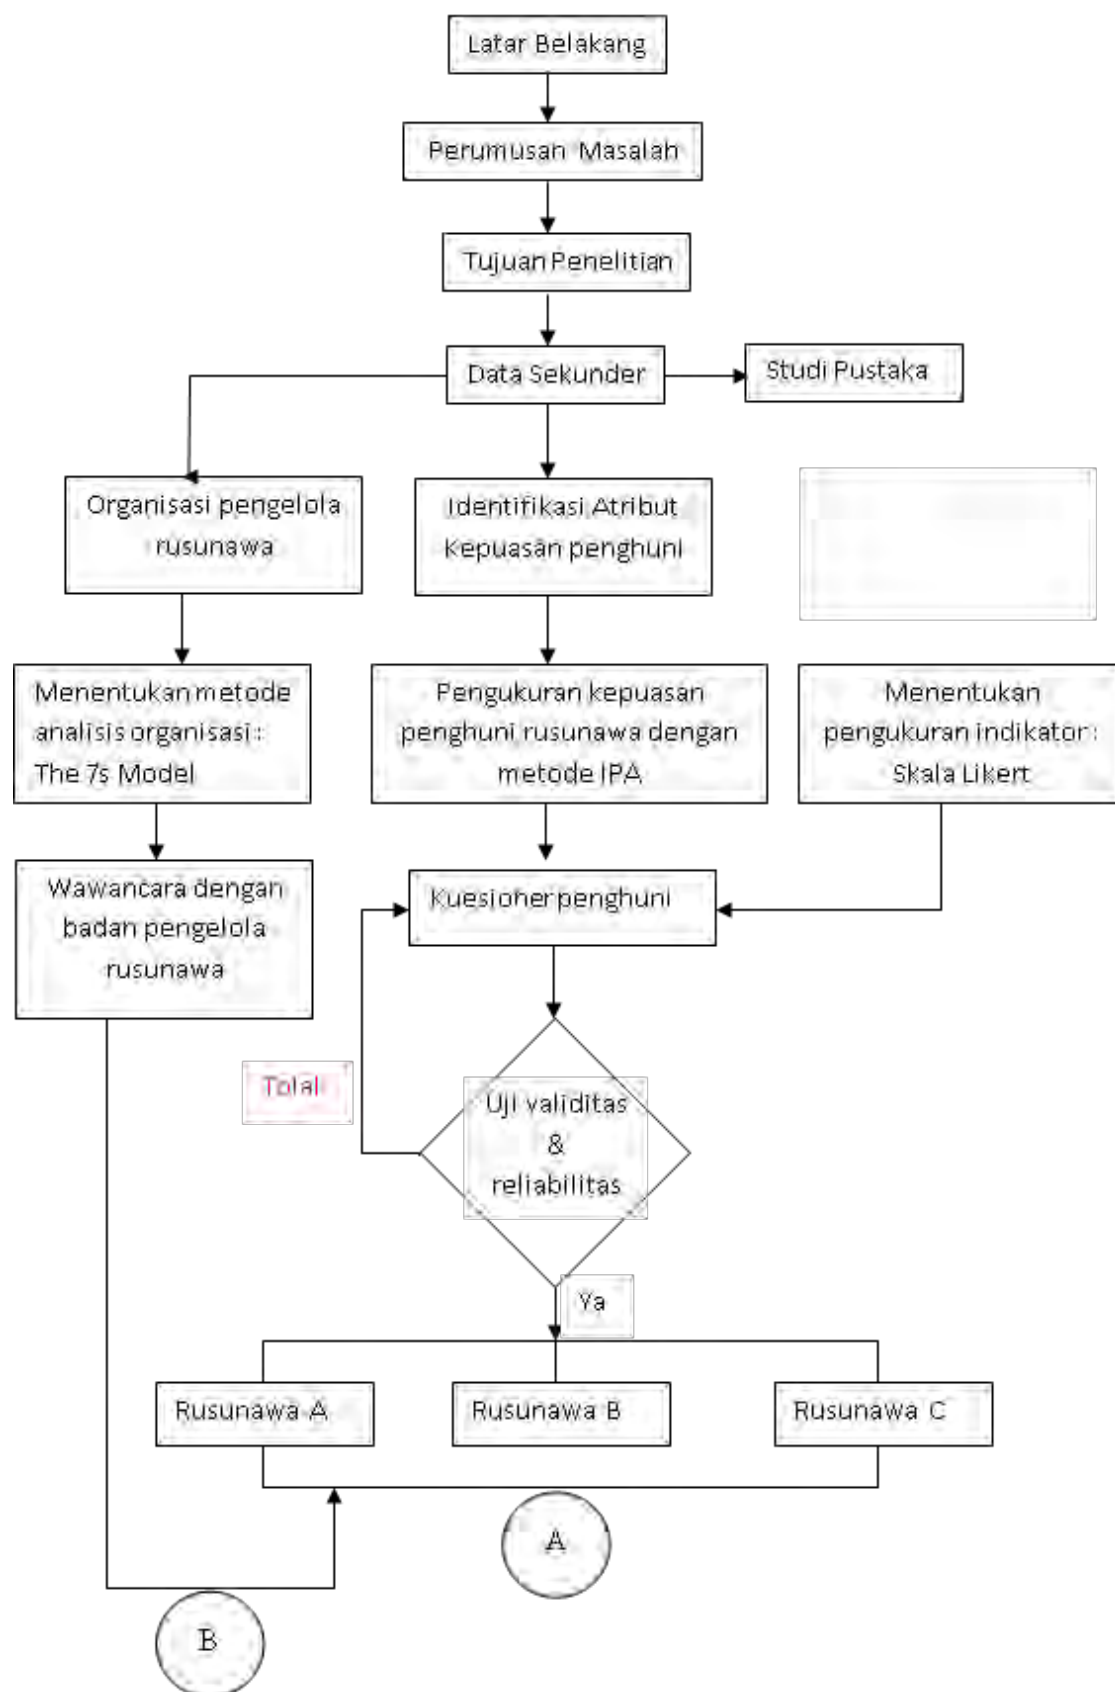 Latar Belakang
Perumusan Masalah
Tujuan Penelitian
Data Sekunder
Studi Pustaka
Organisasi pengelola
rusunawa
Identifikasi Atribut
Kepuasan penghuni
Menentukan metode
analisis organisasi :
The 7s Model
Pengukuran kepuasan
penghuni rusunawa dengan
metode IPA
Menentukan
pengukuran indikator :
Skala Likert
Wawancara dengan
badan pengelola
rusunawa
Kuesioner penghuni
Tolak
Uji validitas
&
reliabilitas
Ya
Rusunawa A
Rusunawa B
Rusunawa C
A
B